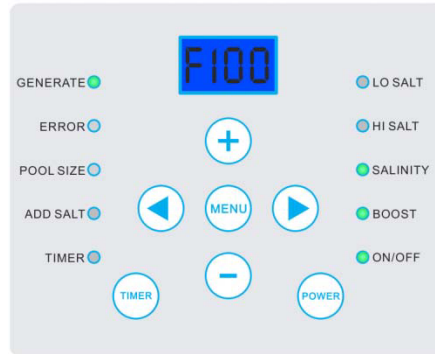 F100
GENERATE
LO SALT
ERROR
+
HI SALT
POOL SIZE
SALINITY
ADD SALT
MENU
BOOST
TIMER
−
ON/OFF
TIMER
POWER